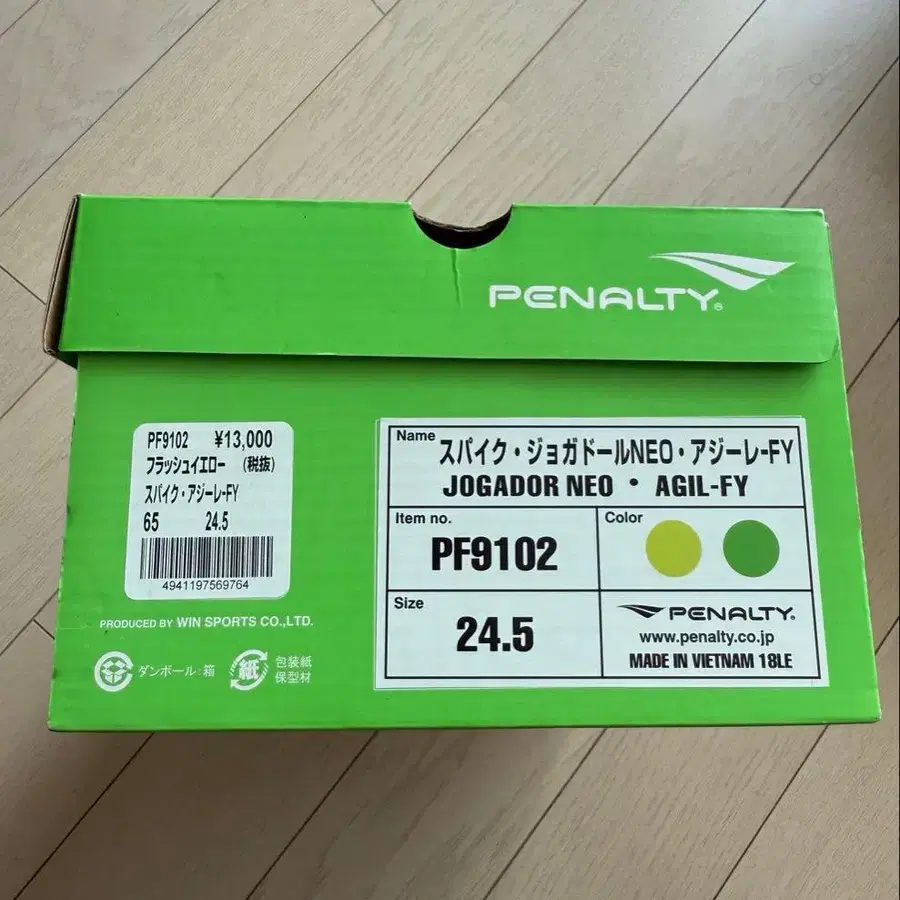 PENALTY®
PF9102 ¥13,000
フラッシュイエロー (税抜)
スパイク・アジーレ-FY
65 24.5
4941197569764
PRODUCED BY WIN SPORTS CO.,LTD.
ダンボール:箱
紙
包装紙
保型材
Name スパイク・ジョガドールNEO・アジーレ-FY
JOGADOR NEO・AGIL-FY
Item no.
PF9102
Color
Size
24.5
PENALTY®
www.penalty.co.jp
MADE IN VIETNAM 18LE